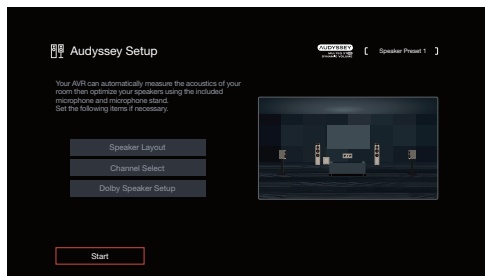 Audyssey Setup
AUDYSSEY
DYNAMIC VOLUME
[ Speaker Preset 1 ]
Your AVR can automatically measure the acoustics of your
room then optimize your speakers using the included
microphone and microphone stand.
Set the following items if necessary.
Speaker Layout
Channel Select
Dolby Speaker Setup
Start